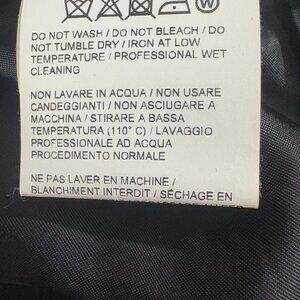 W
DO NOT WASH / DO NOT BLEACH / DO
NOT TUMBLE DRY / IRON AT LOW
TEMPERATURE / PROFESSIONAL WET
CLEANING
NON LAVARE IN ACQUA / NON USARE
CANDEGGIANTI / NON ASCIUGARE A
MACCHINA / STIRARE A BASSA
TEMPERATURA (110° C) / LAVAGGIO
PROFESSIONALE AD ACQUA
PROCEDIMENTO NORMALE
NE PAS LAVER EN MACHINE /
BLANCHIMENT INTERDIT / SÉCHAGE EN